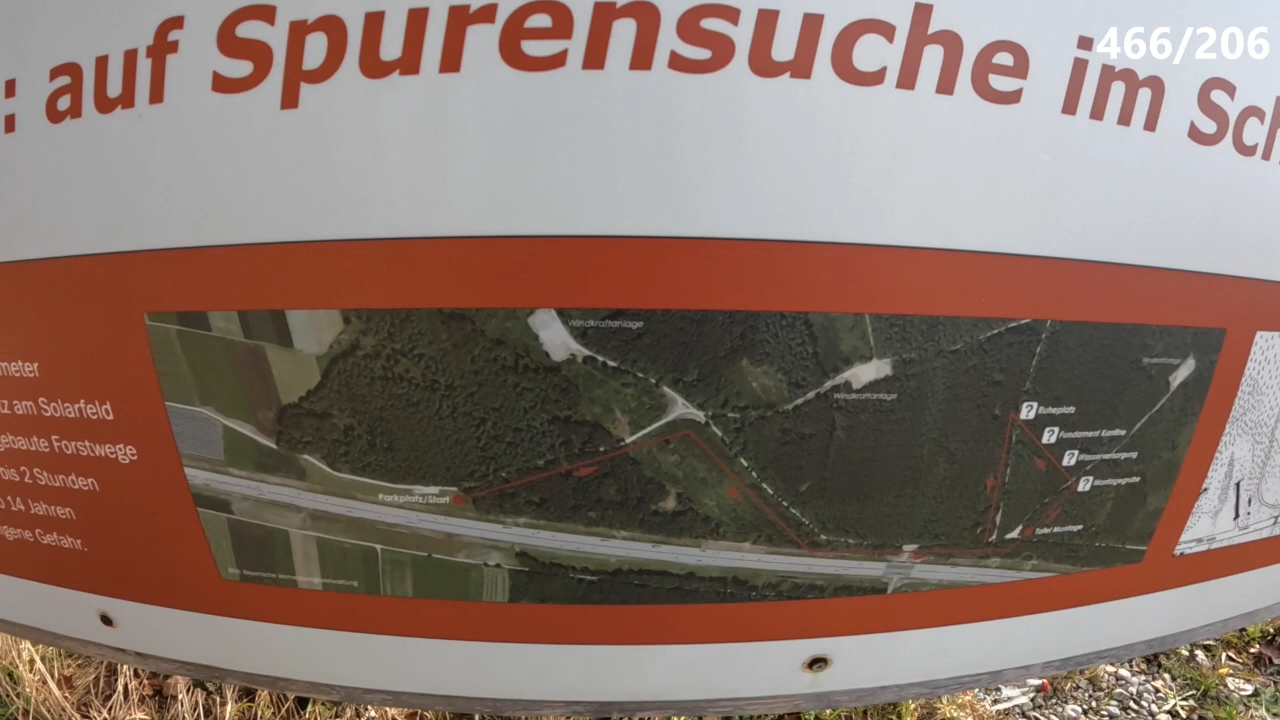 : auf Spurensuche im Sch
466/206
meter
z am Solarfeld
gebaute Forstwege
bis 2 Stunden
14 Jahren
igene Gefahr.
Windkraftanlage
Windkraftanlage
Parkplatz/Start
Ruheplatz
Fundament Kantine
Wasserversorgung
Montagegrube
Tafel Montage